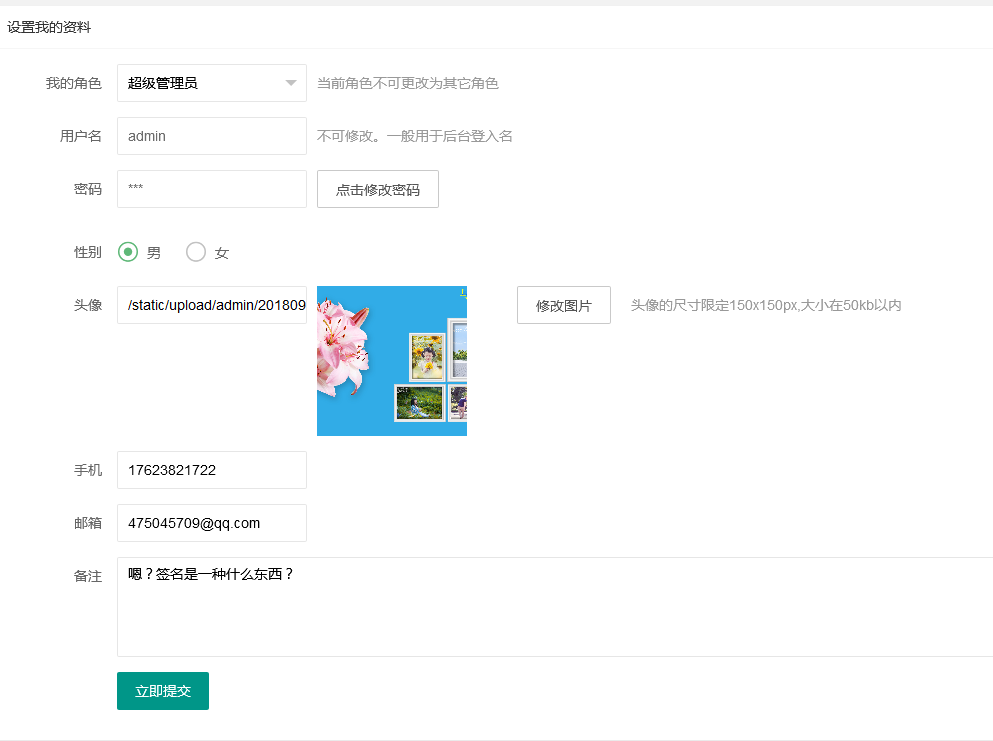 设置我的资料
我的角色 超级管理员 当前角色不可更改为其它角色
用户名 admin 不可修改。一般用于后台登入名
密码 *** 点击修改密码
性别 男 女
头像 /static/upload/admin/201809 修改图片 头像的尺寸限定150x150px,大小在50kb以内
手机 17623821722
邮箱 475045709@qq.com
备注 嗯？签名是一种什么东西？
立即提交